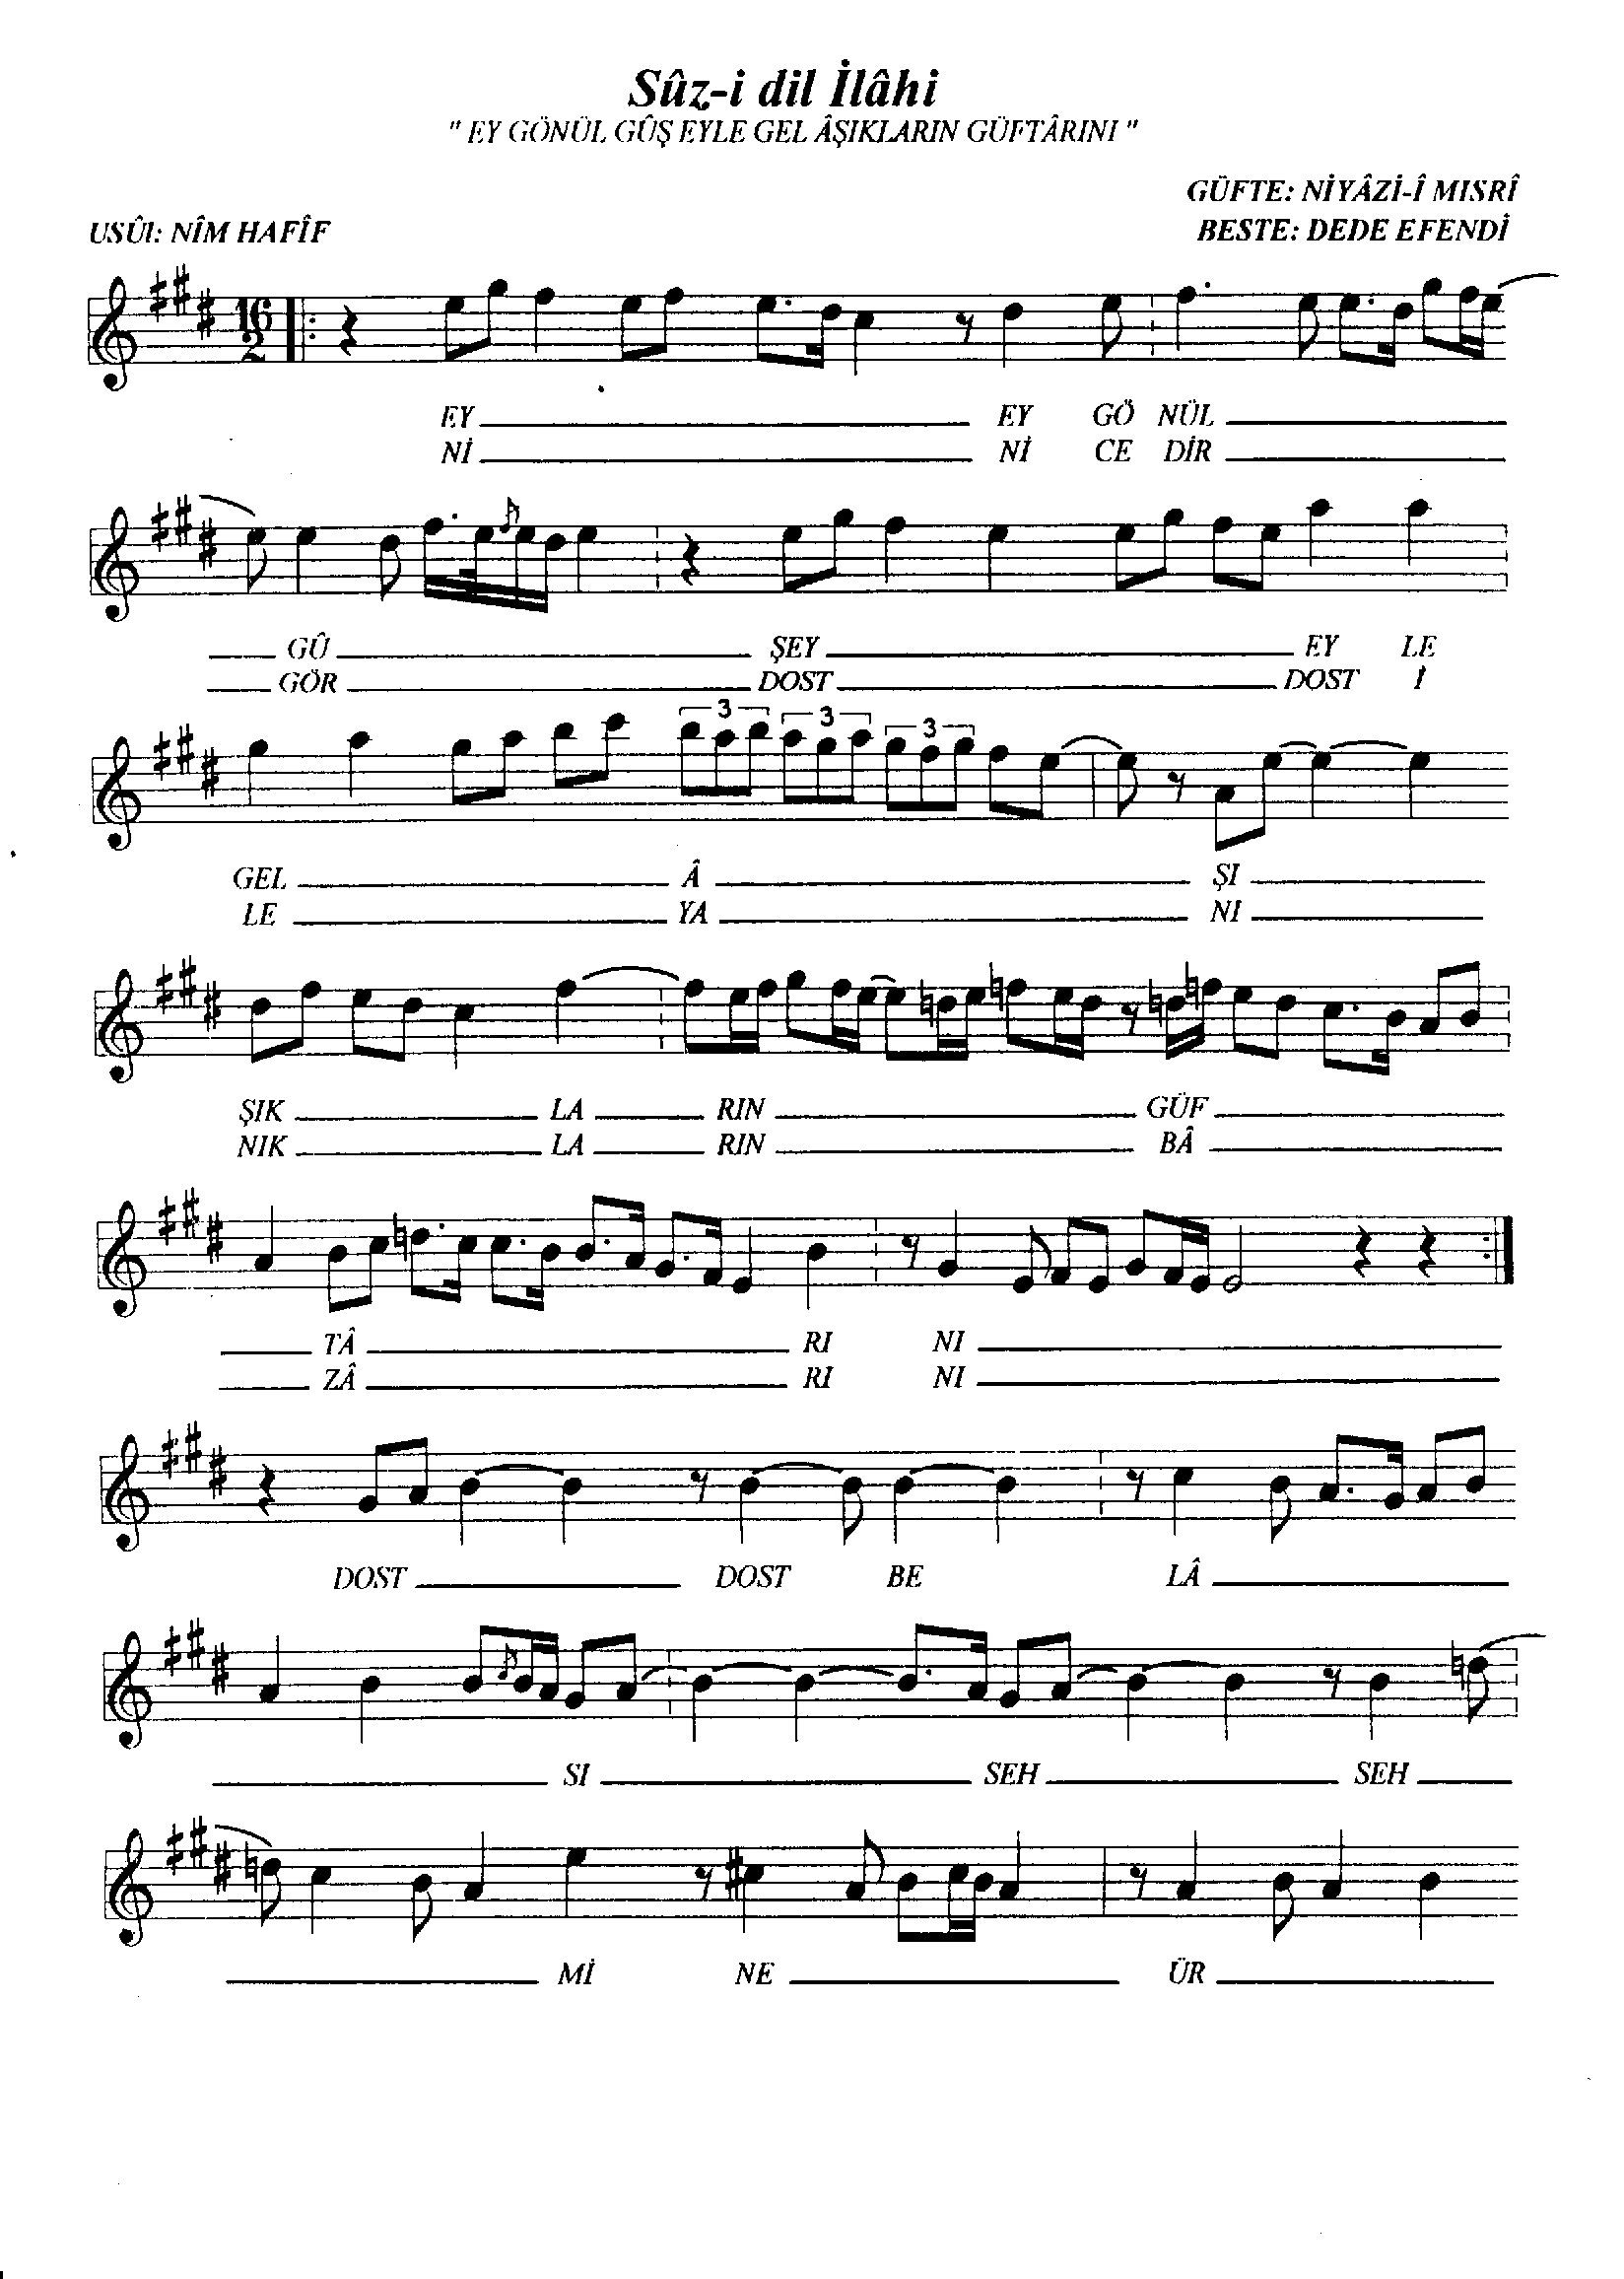 Sûz-i dil İlâhi
" EY GÖNÜL GÛŞ EYLE GEL ÂŞIKLARIN GÜFTÂRINI "
GÜFTE: NİYÂZİ-Î MISRÎ
USÛl: NÎM HAFÎF
BESTE: DEDE EFENDİ
16
2
EY EY GÖ NÜL
Nİ Nİ CE DİR
GÛ ŞEY EY LE
GÖR DOST DOST İ
3 3 3
GEL Â ŞI
LE YA NI
ŞIK LA RIN GÜF
NIK LA RIN BÂ
TÂ RI NI
ZÂ RI NI
DOST DOST BE LÂ
SI SEH SEH
Mİ NE ÜR